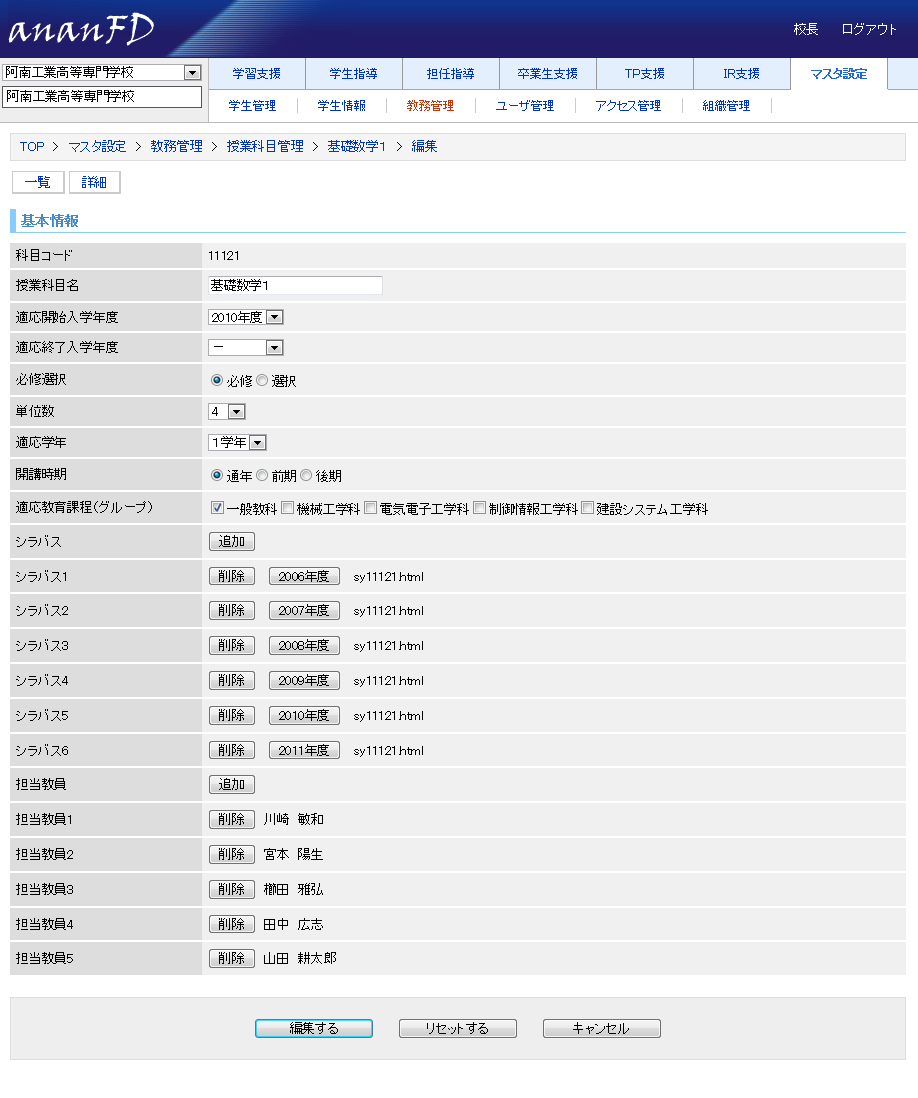 ananFD
校長 ログアウト
阿南工業高等専門学校
阿南工業高等専門学校
学習支援 学生指導 担任指導 卒業生支援 TP支援 IR支援 マスタ設定
学生管理 学生情報 教務管理 ユーザ管理 アクセス管理 組織管理
TOP > マスタ設定 > 教務管理 > 授業科目管理 > 基礎数学1 > 編集
一覧 詳細
基本情報
科目コード 11121
授業科目名 基礎数学1
適応開始入学年度 2010年度
適応終了入学年度 ー
必修選択 必修 選択
単位数 4
適応学年 1学年
開講時期 通年 前期 後期
適応教育課程(グループ) 一般教科 機械工学科 電気電子工学科 制御情報工学科 建設システム工学科
シラバス 追加
シラバス1 削除 2006年度 sy11121.html
シラバス2 削除 2007年度 sy11121.html
シラバス3 削除 2008年度 sy11121.html
シラバス4 削除 2009年度 sy11121.html
シラバス5 削除 2010年度 sy11121.html
シラバス6 削除 2011年度 sy11121.html
担当教員 追加
担当教員1 削除 川崎 敏和
担当教員2 削除 宮本 陽生
担当教員3 削除 櫛田 雅弘
担当教員4 削除 田中 広志
担当教員5 削除 山田 耕太郎
編集する リセットする キャンセル